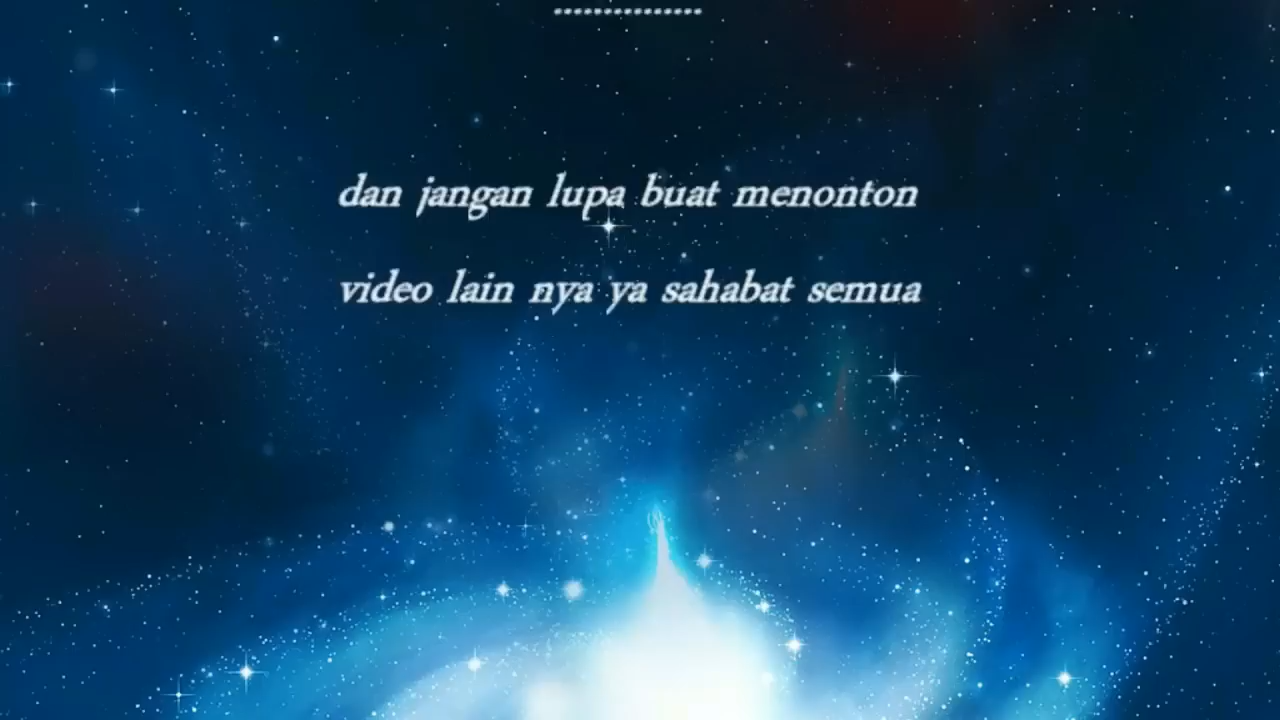 ...............
dan jangan lupa buat menonton
video lain nya ya sahabat semua